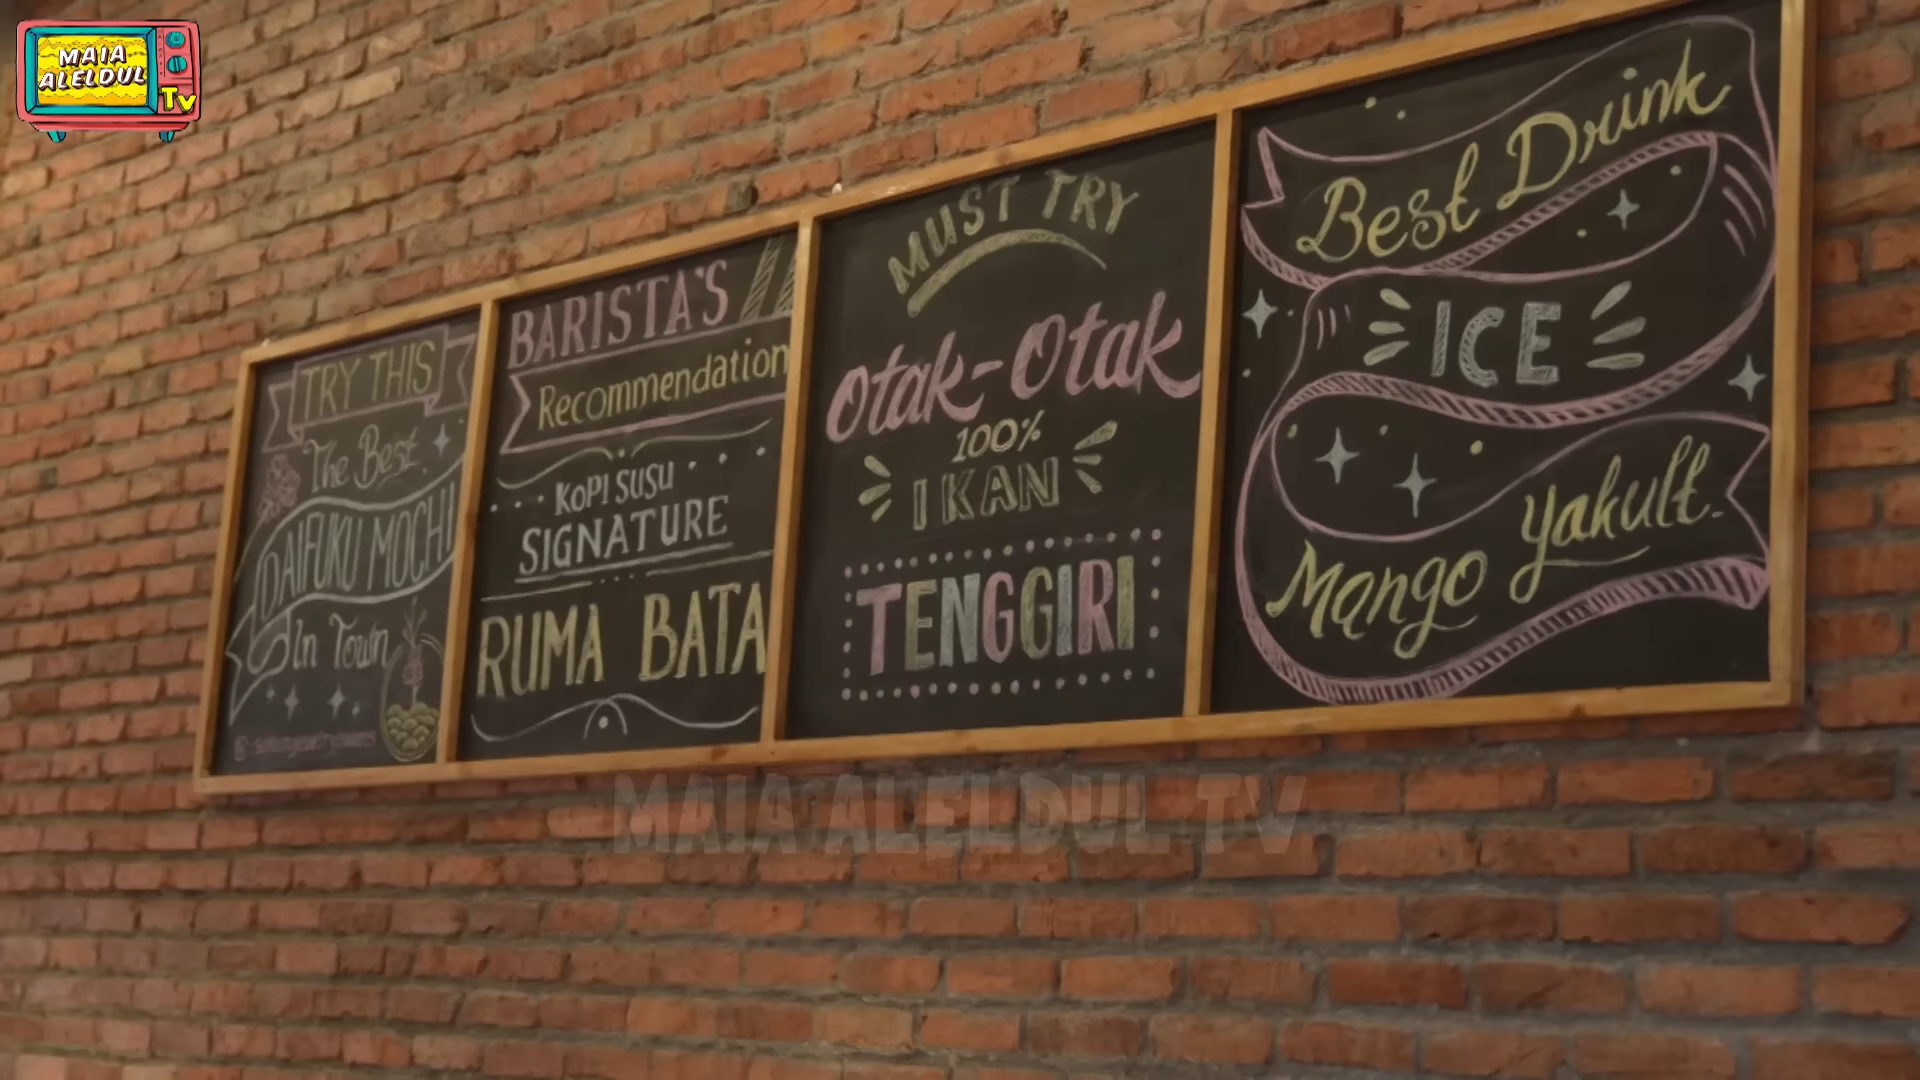 MAIA
ALELDUL
TV
TRY THIS
The Best
DAIFUKU MOCHI
In Town
BARISTA'S
Recommendation
KOPI SUSU
SIGNATURE
RUMA BATA
MUST TRY
Otak-Otak
100%
IKAN
TENGGIRI
Best Drink
ICE
Mango Yakult.
MAIA ALELDUL TV